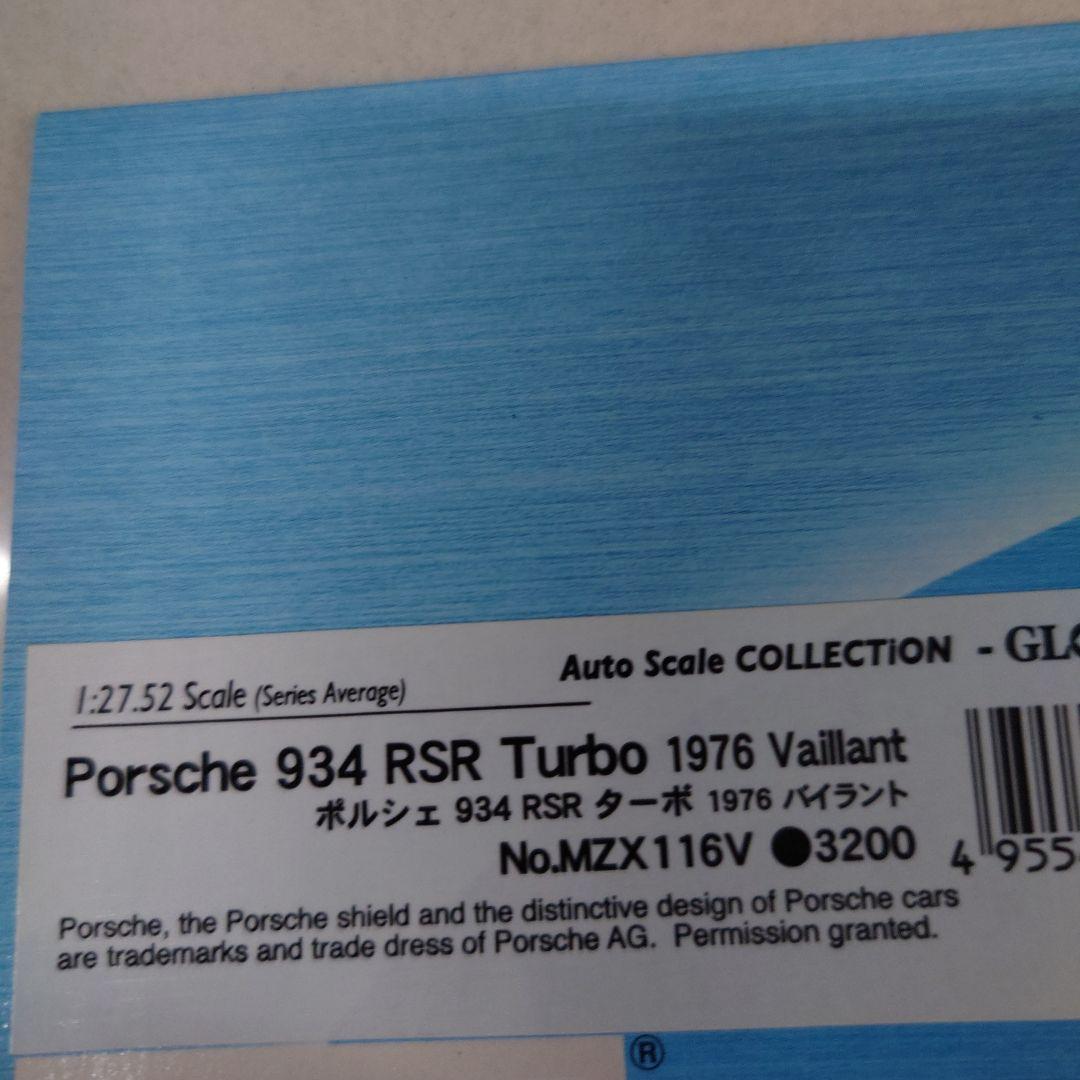 Auto Scale COLLECTiON - GL
1:27.52 Scale (Series Average)
Porsche 934 RSR Turbo 1976 Vaillant
ポルシェ 934 RSR ターボ 1976 バイラント
No.MZX116V ●3200
4 955
Porsche, the Porsche shield and the distinctive design of Porsche cars
are trademarks and trade dress of Porsche AG. Permission granted.
®